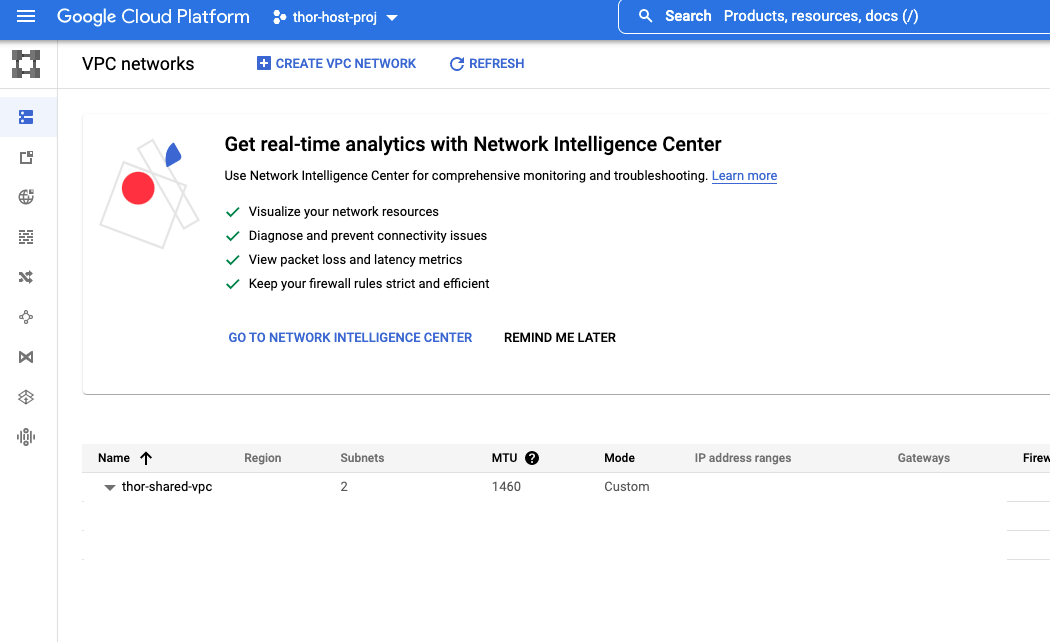 Google Cloud Platform thor-host-proj Search Products, resources, docs (/)
VPC networks CREATE VPC NETWORK REFRESH
Get real-time analytics with Network Intelligence Center
Use Network Intelligence Center for comprehensive monitoring and troubleshooting. Learn more
Visualize your network resources
Diagnose and prevent connectivity issues
View packet loss and latency metrics
Keep your firewall rules strict and efficient
GO TO NETWORK INTELLIGENCE CENTER REMIND ME LATER
Name Region Subnets MTU ? Mode IP address ranges Gateways Firew
thor-shared-vpc 2 1460 Custom